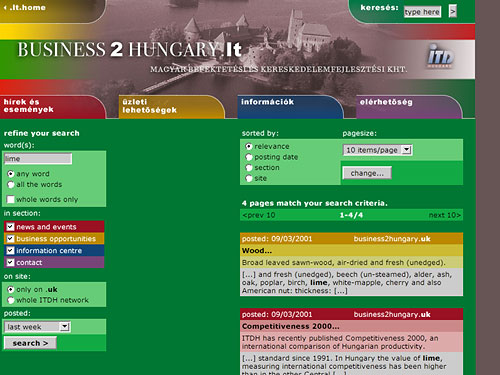 ‹ .lt.home
keresés:
type here
>
BUSINESS 2 HUNGARY.lt
MAGYAR BEFEKTETÉSI ÉS KERESKEDELEMFEJLESZTÉSI KHT.
ITD
HUNGARY
hírek és
események
üzleti
lehetőségek
információk
elérhetőség
refine your search
word(s):
lime
any word
all the words
whole words only
in section:
news and events
business opportunities
information centre
contact
on site:
only on .uk
whole ITDH network
posted:
last week
search >
sorted by:
relevance
posting date
section
site
pagesize:
10 items/page
change...
4 pages match your search criteria.
<prev 10
1-4/4
next 10>
posted: 09/03/2001
business2hungary.uk
Wood...
Broad leaved sawn-wood, air-dried and fresh (unedged).
[...] and fresh (unedged), beech (un-steamed), alder, ash,
oak, poplar, birch, lime, white-mapple, cherry and also
American nut: thickness: [...]
posted: 09/03/2001
business2hungary.uk
Competitiveness 2000...
ITDH has recently published Competitiveness 2000, an
international comparison of Hungarian productivity.
[...] standard since 1991. In Hungary the value of lime,
measuring international competitiveness has been higher
than in the other Central [...]